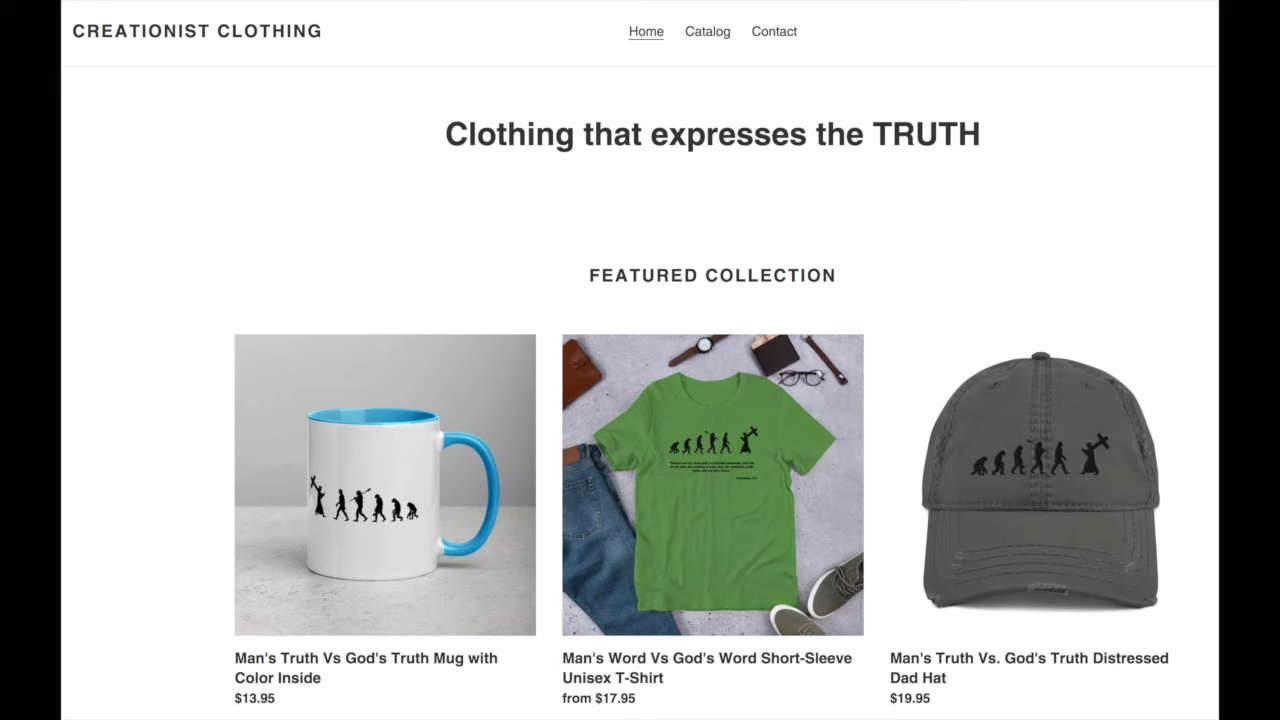 CREATIONIST CLOTHING
Home Catalog Contact
Clothing that expresses the TRUTH
FEATURED COLLECTION
Man's Truth Vs God's Truth Mug with
Color Inside
$13.95
Man's Word Vs God's Word Short-Sleeve
Unisex T-Shirt
from $17.95
Man's Truth Vs. God's Truth Distressed
Dad Hat
$19.95